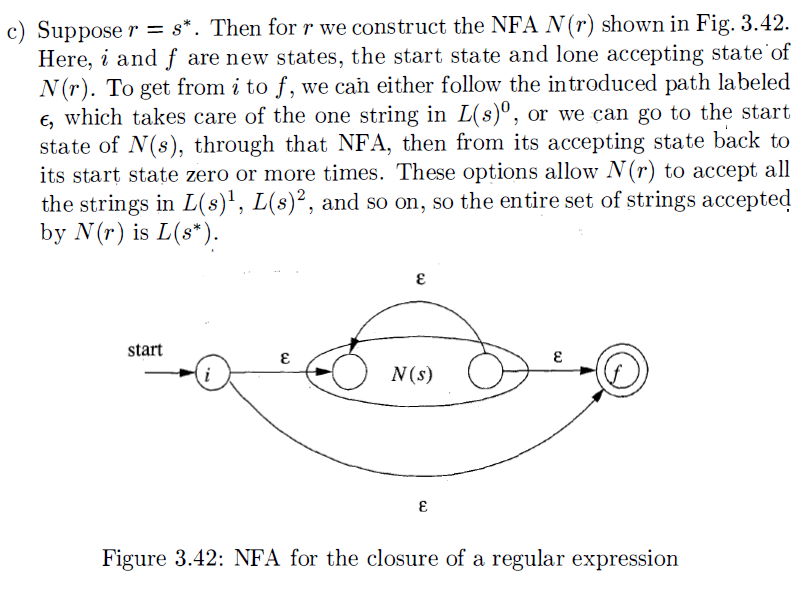 c) Suppose r = s*. Then for r we construct the NFA N(r) shown in Fig. 3.42.
Here, i and f are new states, the start state and lone accepting state of
N(r). To get from i to f, we can either follow the introduced path labeled
ϵ, which takes care of the one string in L(s)⁰, or we can go to the start
state of N(s), through that NFA, then from its accepting state back to
its start state zero or more times. These options allow N(r) to accept all
the strings in L(s)¹, L(s)², and so on, so the entire set of strings accepted
by N(r) is L(s*).
ε
start
ε
ε
i
N(s)
f
ε
Figure 3.42: NFA for the closure of a regular expression